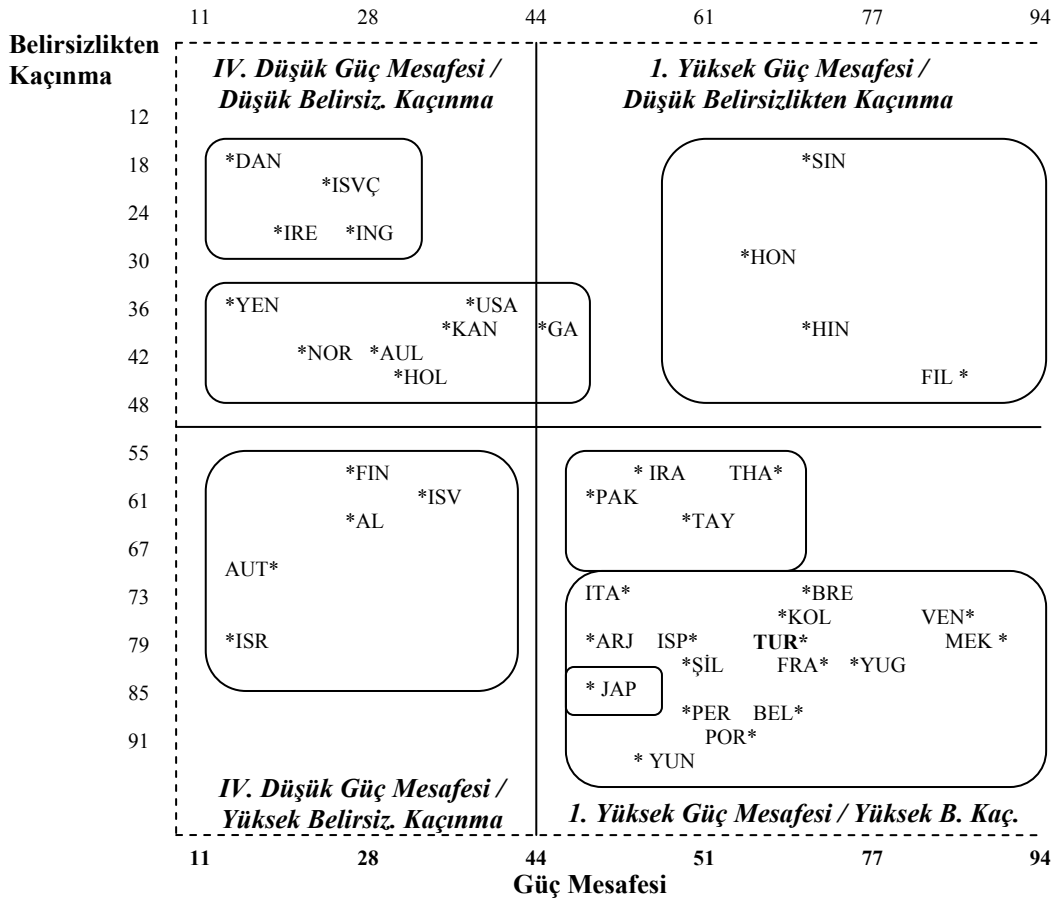 11 28 44 61 77 94
Belirsizlikten
Kaçınma
IV. Düşük Güç Mesafesi /
Düşük Belirsiz. Kaçınma
1. Yüksek Güç Mesafesi /
Düşük Belirsizlikten Kaçınma
12
18 *DAN *SIN
*ISVÇ
24
*IRE *ING
30 *HON
36 *YEN *USA
*KAN *GA *HIN
42 *NOR *AUL
*HOL FIL *
48
55
*FIN * IRA THA*
61 *ISV *PAK
*AL *TAY
67
AUT*
73 ITA* *BRE
*KOL VEN*
79 *ISR *ARJ ISP* TUR* MEK *
*ŞİL FRA* *YUG
85 * JAP
*PER BEL*
91 POR*
* YUN
IV. Düşük Güç Mesafesi /
Yüksek Belirsiz. Kaçınma
1. Yüksek Güç Mesafesi / Yüksek B. Kaç.
11 28 44 51 77 94
Güç Mesafesi